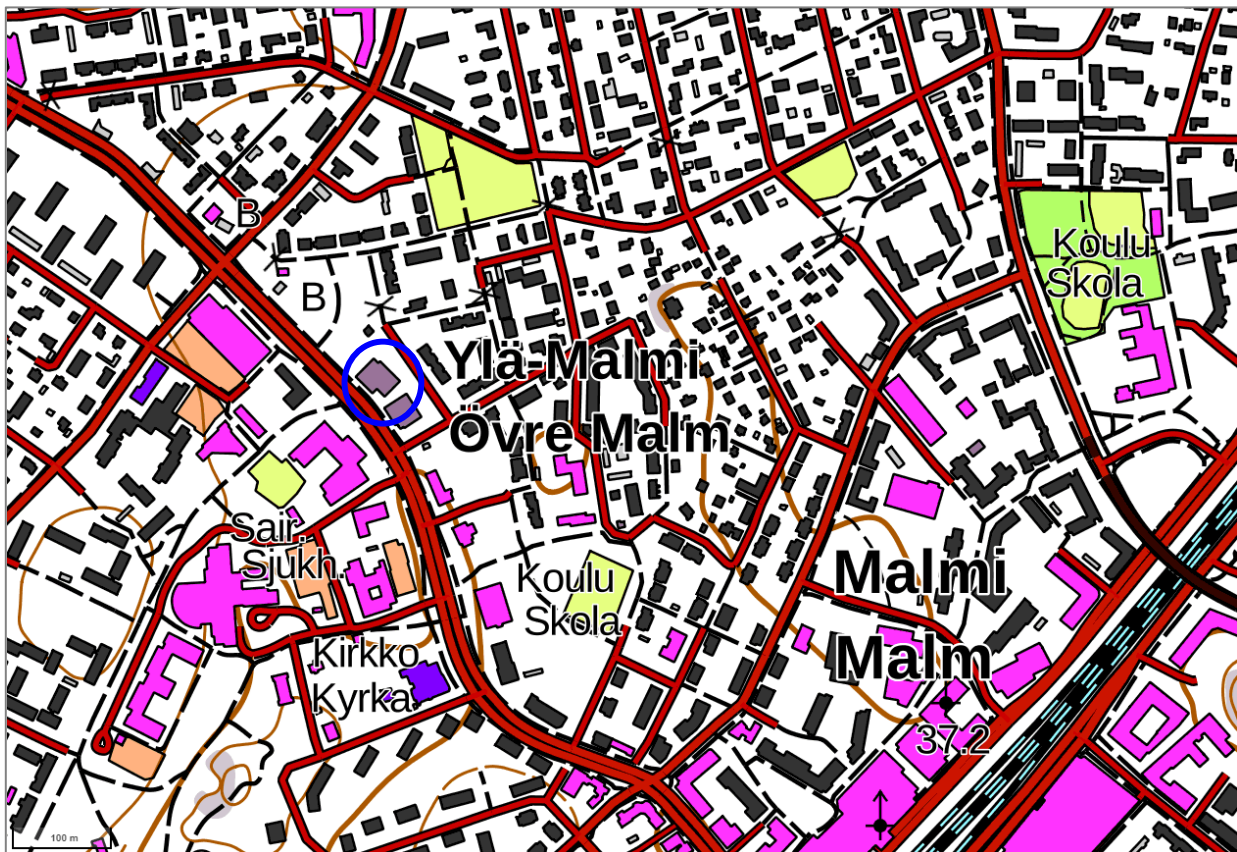 B
Koulu
Skola
B
Ylä-Malmi
Övre Malm
Sair.
Sjukh.
Koulu
Skola
Malmi
Malm
Kirkko
Kyrka
37.2
100 m